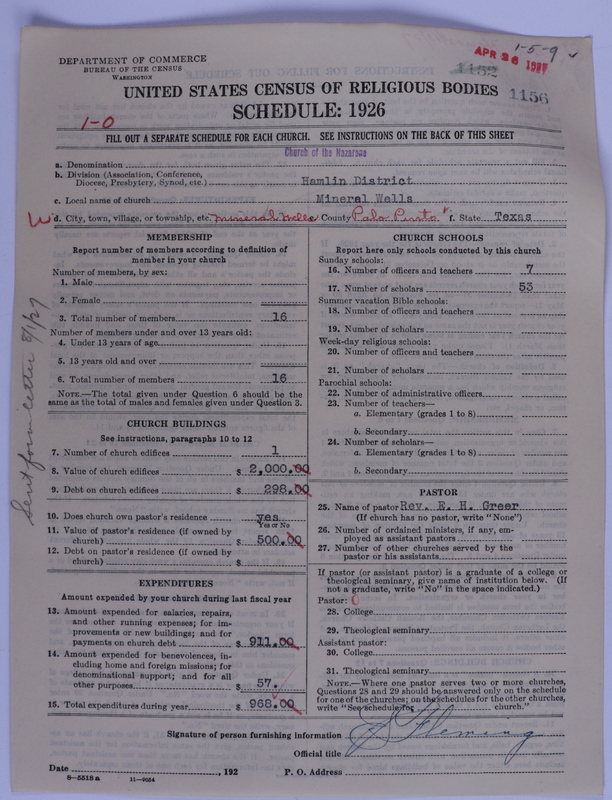 1-5-9
APR 26 1927
DEPARTMENT OF COMMERCE
BUREAU OF THE CENSUS
WASHINGTON
1152
UNITED STATES CENSUS OF RELIGIOUS BODIES
1156
SCHEDULE: 1926
1-0
FILL OUT A SEPARATE SCHEDULE FOR EACH CHURCH. SEE INSTRUCTIONS ON THE BACK OF THIS SHEET
Church of the Nazarene
a. Denomination
b. Division (Association, Conference, Diocese, Presbytery, Synod, etc.) Hamlin District
c. Local name of church Mineral Wells
d. City, town, village, or township, etc. Mineral Wells County Palo Pinto f. State Texas
MEMBERSHIP
Report number of members according to definition of
member in your church
Number of members, by sex:
1. Male
2. Female
3. Total number of members 16
Number of members under and over 13 years old:
4. Under 13 years of age
5. 13 years old and over
6. Total number of members 16
NOTE.—The total given under Question 6 should be
same as the total of males and females given under Question 3.
CHURCH BUILDINGS
See instructions, paragraphs 10 to 12
7. Number of church edifices 1
8. Value of church edifices $ 2,000.00
9. Debt on church edifices $ 298.00
10. Does church own pastor's residence yes
Yes or No
11. Value of pastor's residence (if owned by
church) $ 500.00
12. Debt on pastor's residence (if owned by
church) $
EXPENDITURES
Amount expended by your church during last fiscal year
13. Amount expended for salaries, repairs,
and other running expenses; for im-
provements or new buildings; and for
payments on church debt $ 911.00
14. Amount expended for benevolences, in-
cluding home and foreign missions; for
denominational support; and for all
other purposes $ 57.
15. Total expenditures during year $ 968.00
Sent form letter 8/1/27
CHURCH SCHOOLS
Report here only schools conducted by this church
Sunday schools:
16. Number of officers and teachers 7
17. Number of scholars 53
Summer vacation Bible schools:
18. Number of officers and teachers
19. Number of scholars
Week-day religious schools:
20. Number of officers and teachers
21. Number of scholars
Parochial schools:
22. Number of administrative officers
23. Number of teachers—
a. Elementary (grades 1 to 8)
b. Secondary
24. Number of scholars—
a. Elementary (grades 1 to 8)
b. Secondary
PASTOR
25. Name of pastor Rev. E. H. Greer
(If church has no pastor, write "None")
26. Number of ordained ministers, if any, em-
ployed as assistant pastors
27. Number of other churches served by the
pastor or his assistants
If pastor (or assistant pastor) is a graduate of a college or
theological seminary, give name of institution below. (If
not a graduate, write "No" in the space indicated.)
Pastor: 0
28. College
29. Theological seminary
Assistant pastor:
30. College
31. Theological seminary
NOTE.—Where one pastor serves two or more churches,
Questions 28 and 29 should be answered only on the schedule
for one of the churches; on the schedules for the other churches,
write "See schedule for church."
Signature of person furnishing information Fleming
Official title
Date , 192 P. O. Address
8—5518a 11—9054